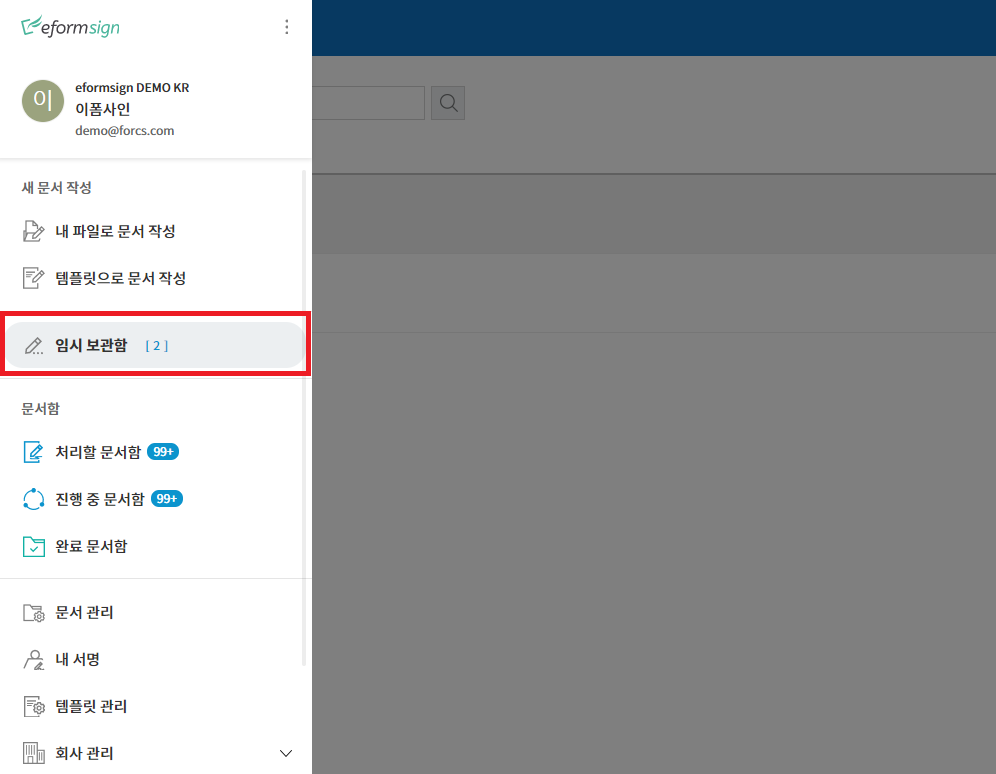 eformsign
이
eformsign DEMO KR
이폼사인
demo@forcs.com
새 문서 작성
내 파일로 문서 작성
템플릿으로 문서 작성
임시 보관함 [ 2 ]
문서함
처리할 문서함 99+
진행 중 문서함 99+
완료 문서함
문서 관리
내 서명
템플릿 관리
회사 관리